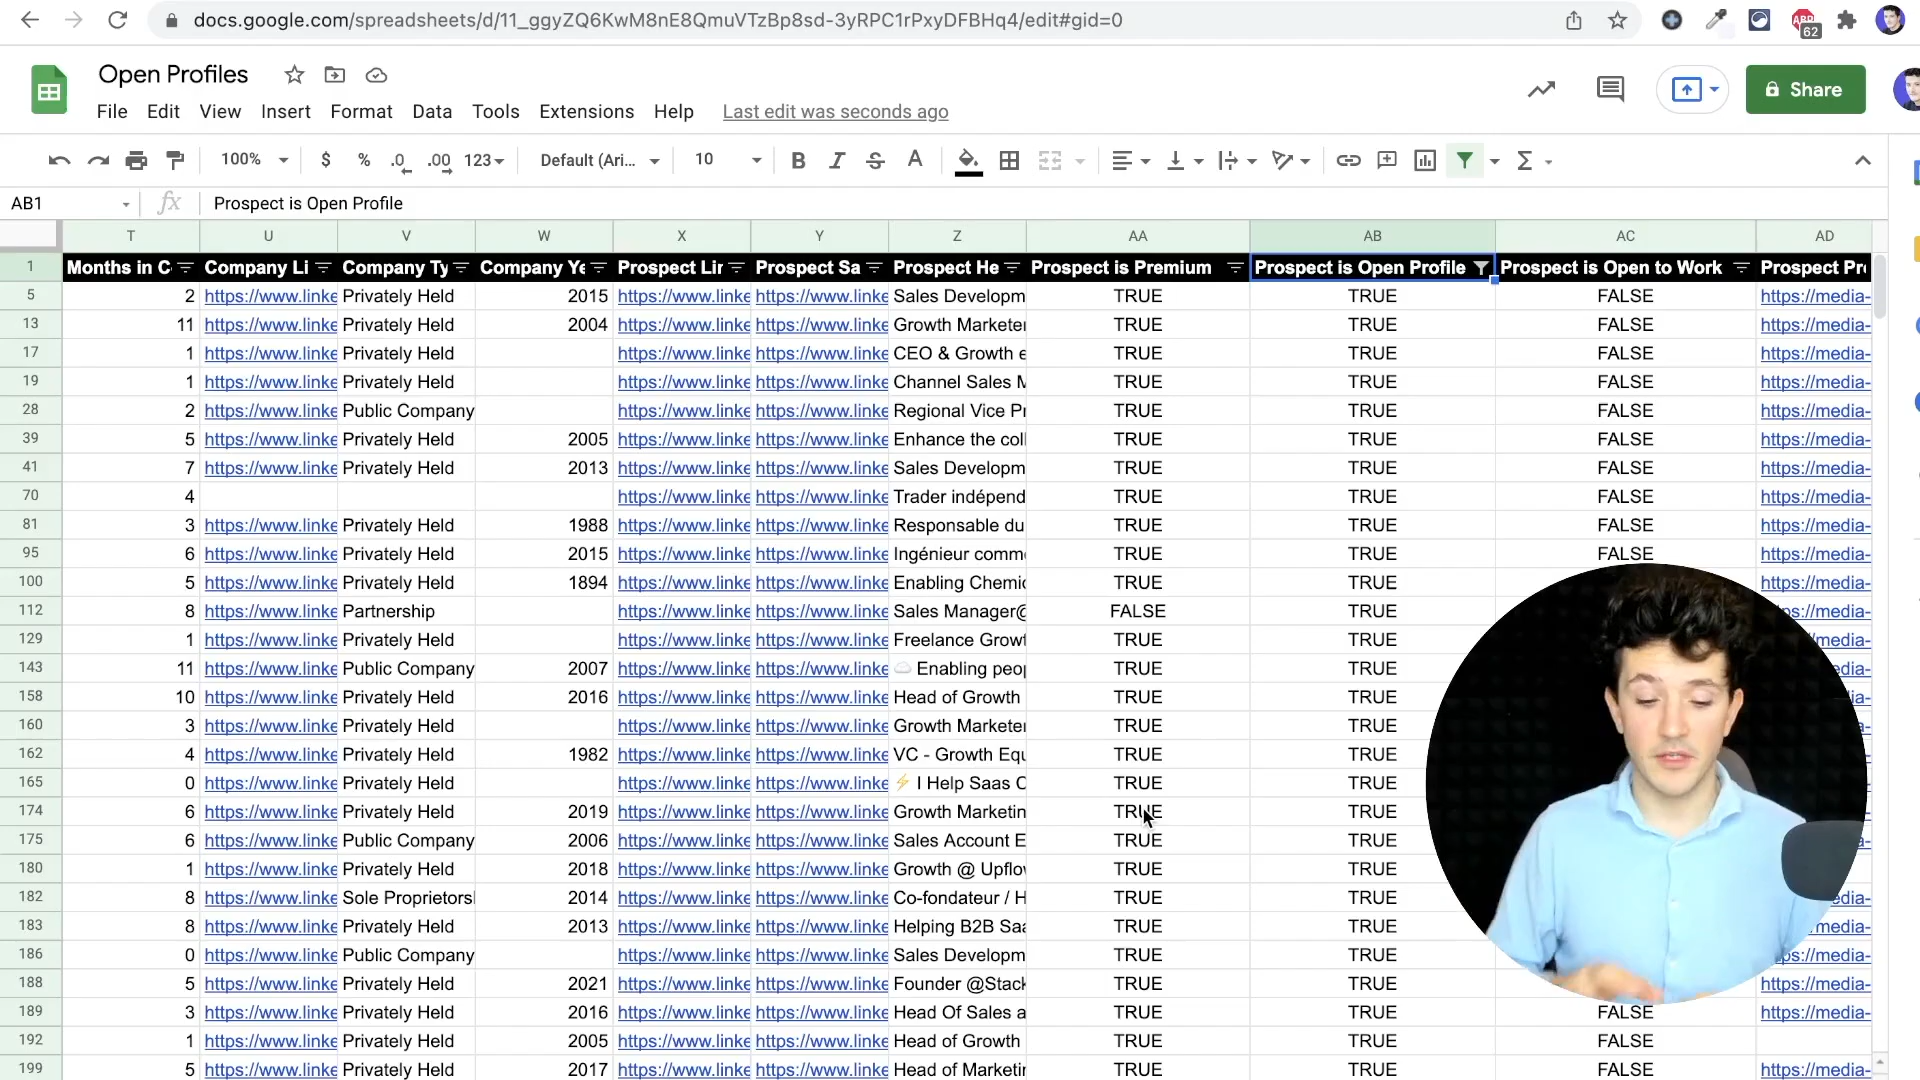 docs.google.com/spreadsheets/d/11_ggyZQ6KwM8nE8QmuVTzBp8sd-3yRPC1rPxyDFBHq4/edit#gid=0
ABP 62
Open Profiles
File Edit View Insert Format Data Tools Extensions Help Last edit was seconds ago
Share
100% $ % .0 .00 123 Default (Ari... 10 B I S A
AB1 fx Prospect is Open Profile
T U V W X Y Z AA AB AC AD
1 Months in C Company Li Company Ty Company Ye Prospect Lin Prospect Sa Prospect He Prospect is Premium Prospect is Open Profile Prospect is Open to Work Prospect Pr
5 2 https://www.linke Privately Held 2015 https://www.linke https://www.linke Sales Developm TRUE TRUE FALSE https://media-
13 11 https://www.linke Privately Held 2004 https://www.linke https://www.linke Growth Marketer TRUE TRUE FALSE https://media-
17 1 https://www.linke Privately Held https://www.linke https://www.linke CEO & Growth e TRUE TRUE FALSE https://media-
19 1 https://www.linke Privately Held https://www.linke https://www.linke Channel Sales M TRUE TRUE FALSE https://media-
28 2 https://www.linke Public Company https://www.linke https://www.linke Regional Vice Pr TRUE TRUE FALSE https://media-
39 5 https://www.linke Privately Held 2005 https://www.linke https://www.linke Enhance the coll TRUE TRUE FALSE https://media-
41 7 https://www.linke Privately Held 2013 https://www.linke https://www.linke Sales Developm TRUE TRUE FALSE https://media-
70 4 https://www.linke https://www.linke Trader indépend TRUE TRUE FALSE https://media-
81 3 https://www.linke Privately Held 1988 https://www.linke https://www.linke Responsable du TRUE TRUE FALSE https://media-
95 6 https://www.linke Privately Held 2015 https://www.linke https://www.linke Ingénieur comme TRUE TRUE FALSE https://media-
100 5 https://www.linke Privately Held 1894 https://www.linke https://www.linke Enabling Chemic TRUE TRUE https://media-
112 8 https://www.linke Partnership https://www.linke https://www.linke Sales Manager@ FALSE TRUE ps://media-
129 1 https://www.linke Privately Held https://www.linke https://www.linke Freelance Growt TRUE TRUE media-
143 11 https://www.linke Public Company 2007 https://www.linke https://www.linke ☁️ Enabling peop TRUE TRUE edia-
158 10 https://www.linke Privately Held 2016 https://www.linke https://www.linke Head of Growth TRUE TRUE
160 3 https://www.linke Privately Held https://www.linke https://www.linke Growth Marketer TRUE TRUE
162 4 https://www.linke Privately Held 1982 https://www.linke https://www.linke VC - Growth Equ TRUE TRUE
165 0 https://www.linke Privately Held https://www.linke https://www.linke ⚡ I Help Saas C TRUE TRUE
174 6 https://www.linke Privately Held 2019 https://www.linke https://www.linke Growth Marketin TRUE TRUE
175 6 https://www.linke Public Company 2006 https://www.linke https://www.linke Sales Account E TRUE TRUE
180 1 https://www.linke Privately Held 2018 https://www.linke https://www.linke Growth @ Upflo TRUE TRUE
182 8 https://www.linke Sole Proprietors 2014 https://www.linke https://www.linke Co-fondateur / H TRUE TRUE edia-
183 8 https://www.linke Privately Held 2013 https://www.linke https://www.linke Helping B2B Saa TRUE TRUE media-
186 0 https://www.linke Public Company https://www.linke https://www.linke Sales Developm TRUE TRUE ps://media-
188 5 https://www.linke Privately Held 2021 https://www.linke https://www.linke Founder @Stack TRUE TRUE https://media-
189 3 https://www.linke Privately Held 2016 https://www.linke https://www.linke Head Of Sales a TRUE TRUE FALSE https://media-
192 1 https://www.linke Privately Held 2005 https://www.linke https://www.linke Head of Growth TRUE TRUE FALSE
199 5 https://www.linke Privately Held 2017 https://www.linke https://www.linke Head of Marketin TRUE TRUE FALSE https://media-